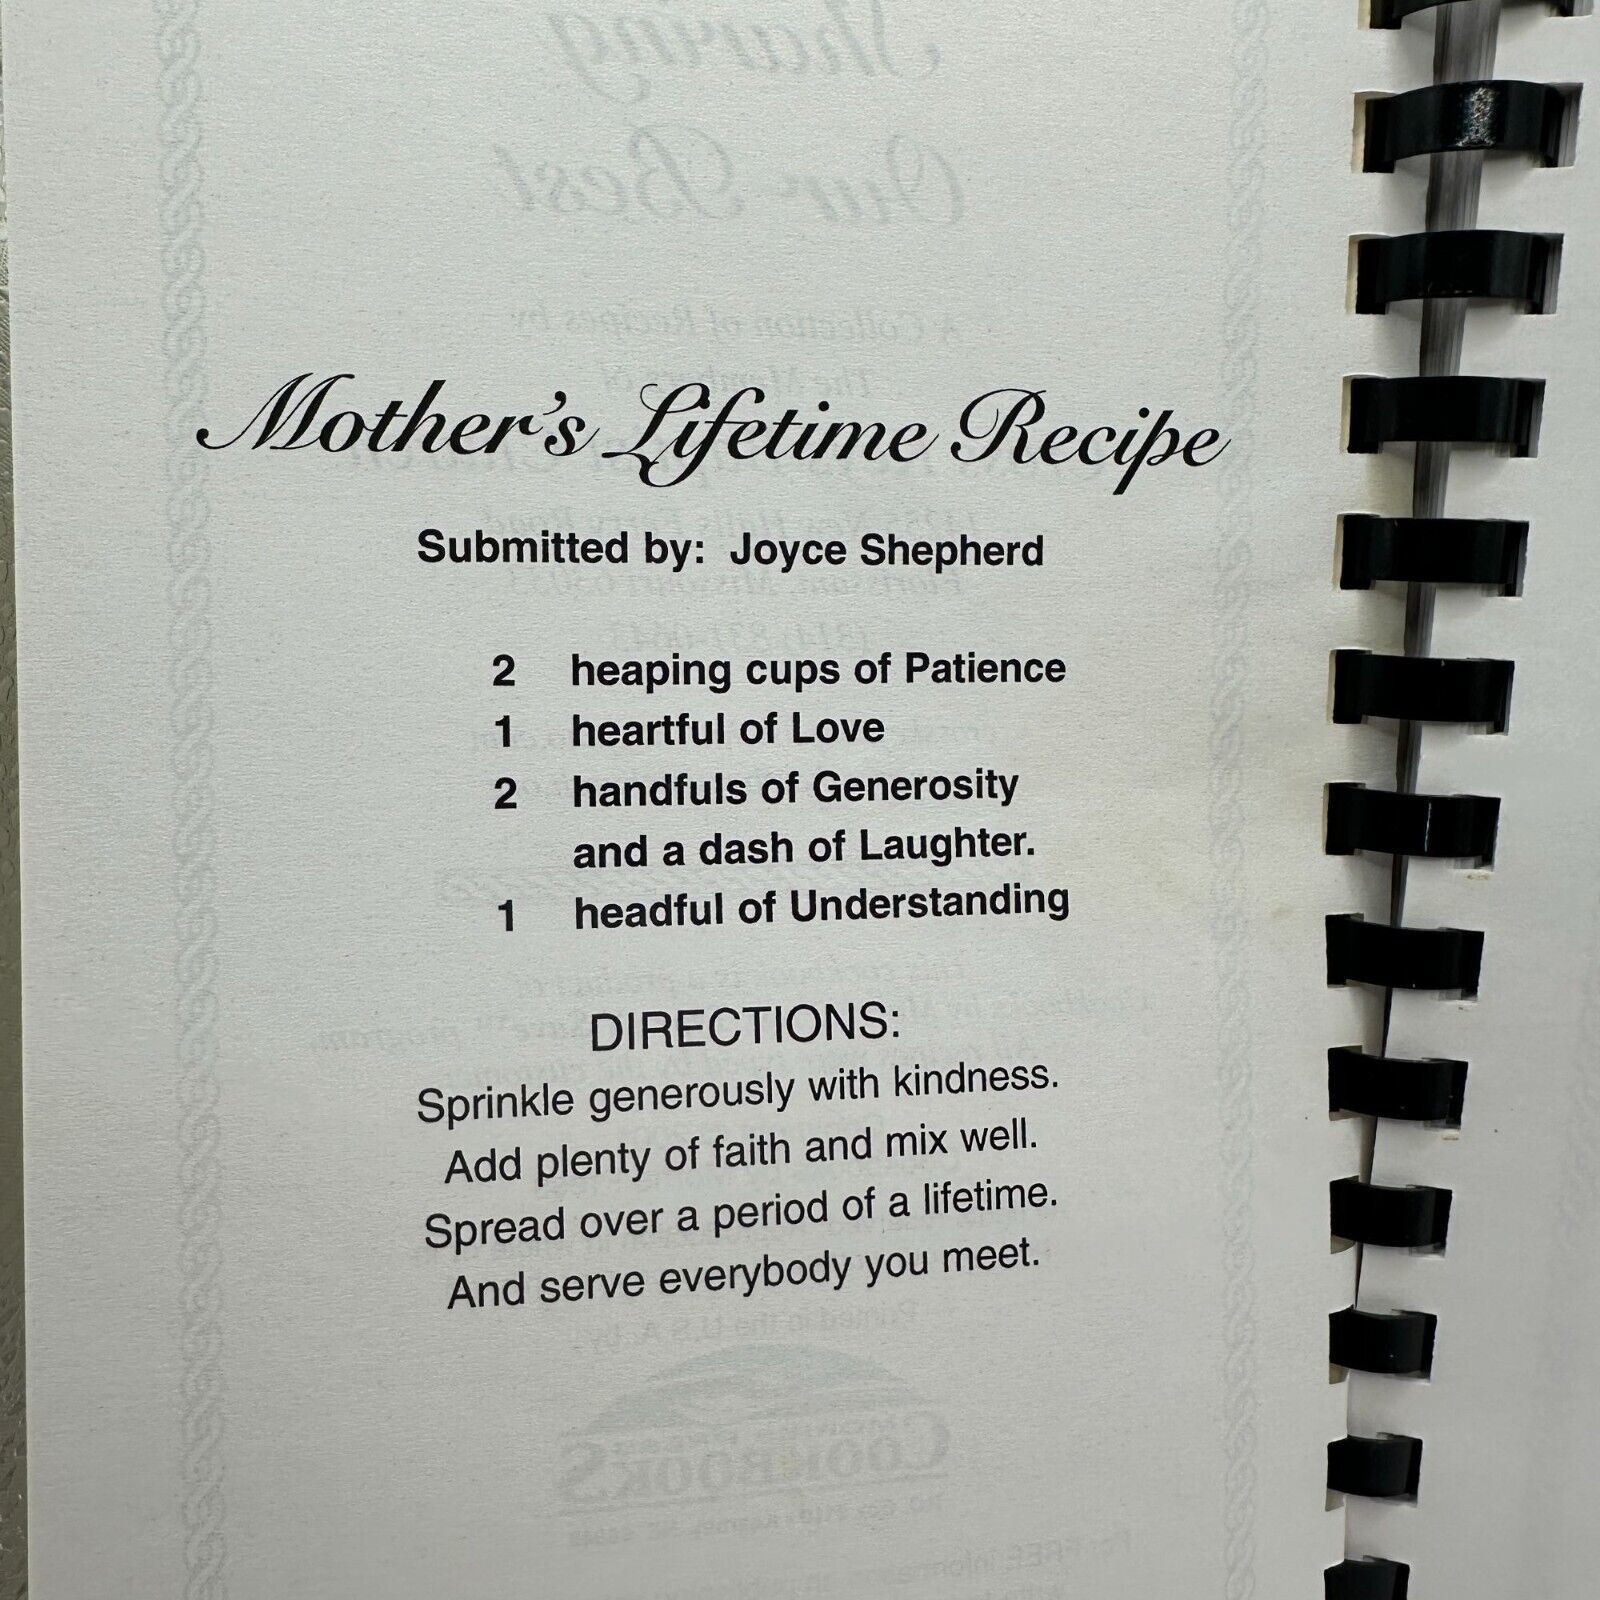 Mother's Lifetime Recipe
Submitted by: Joyce Shepherd
2 heaping cups of Patience
1 heartful of Love
2 handfuls of Generosity
and a dash of Laughter.
1 headful of Understanding
DIRECTIONS:
Sprinkle generously with kindness.
Add plenty of faith and mix well.
Spread over a period of a lifetime.
And serve everybody you meet.